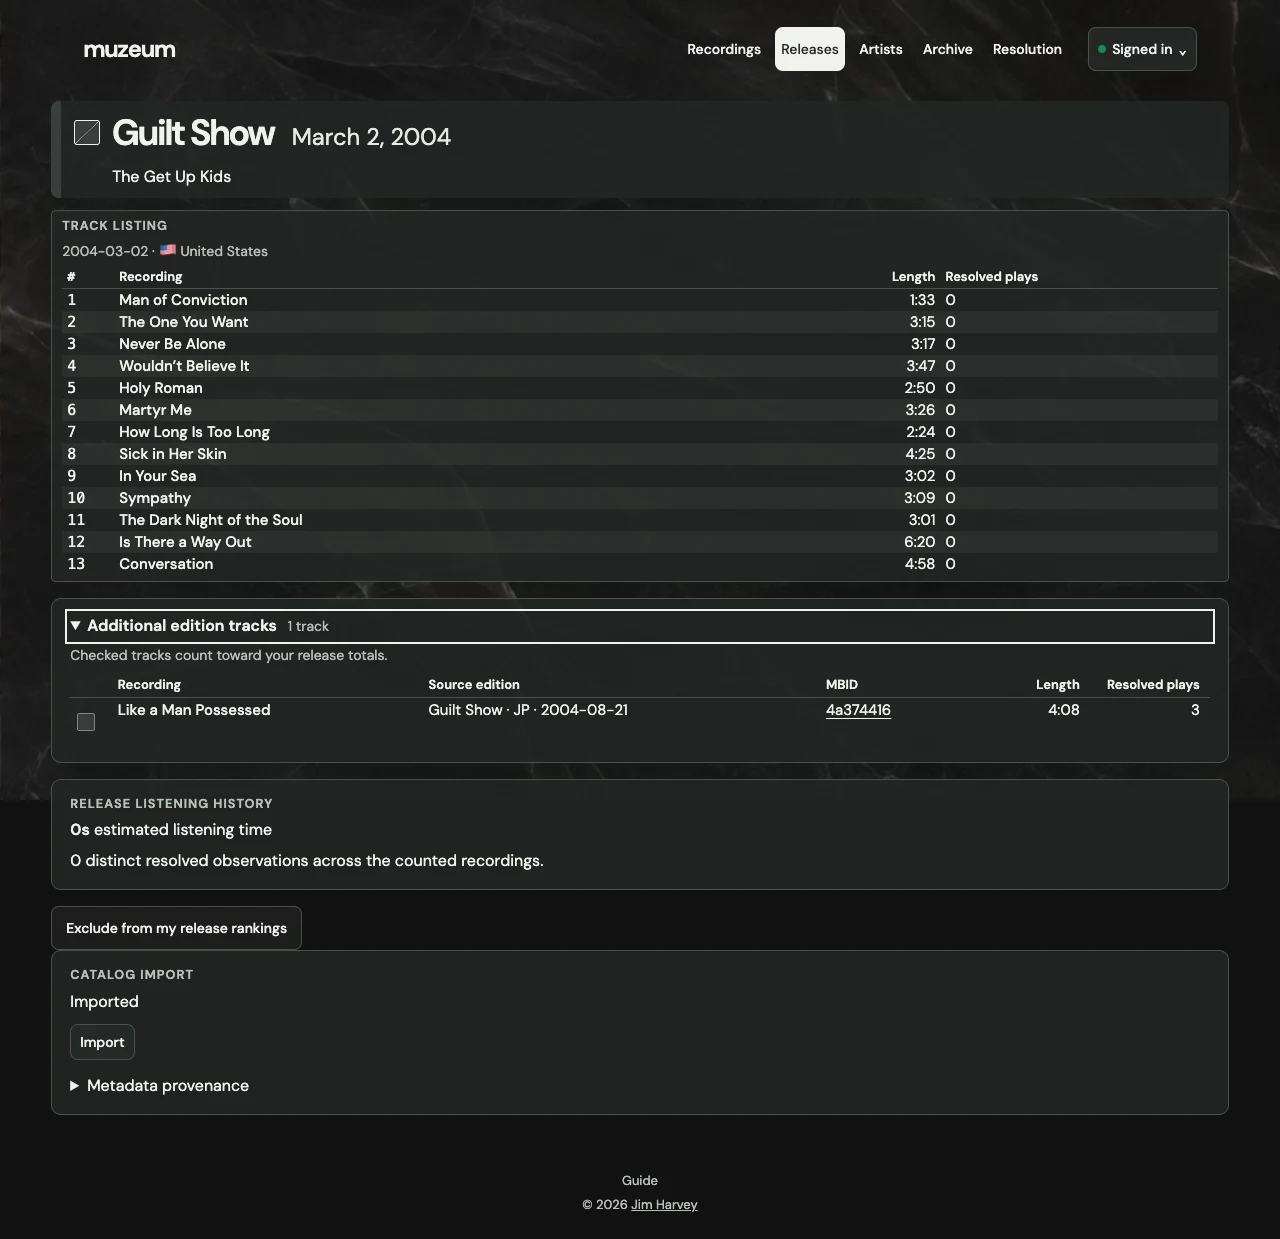 muzeum
Recordings Releases Artists Archive Resolution Signed in
Guilt Show March 2, 2004
The Get Up Kids
TRACK LISTING
2004-03-02 · 🇺🇸 United States
# Recording Length Resolved plays
1 Man of Conviction 1:33 0
2 The One You Want 3:15 0
3 Never Be Alone 3:17 0
4 Wouldn’t Believe It 3:47 0
5 Holy Roman 2:50 0
6 Martyr Me 3:26 0
7 How Long Is Too Long 2:24 0
8 Sick in Her Skin 4:25 0
9 In Your Sea 3:02 0
10 Sympathy 3:09 0
11 The Dark Night of the Soul 3:01 0
12 Is There a Way Out 6:20 0
13 Conversation 4:58 0
Additional edition tracks 1 track
Checked tracks count toward your release totals.
Recording Source edition MBID Length Resolved plays
Like a Man Possessed Guilt Show · JP · 2004-08-21 4a374416 4:08 3
RELEASE LISTENING HISTORY
0s estimated listening time
0 distinct resolved observations across the counted recordings.
Exclude from my release rankings
CATALOG IMPORT
Imported
Import
Metadata provenance
Guide
© 2026 Jim Harvey